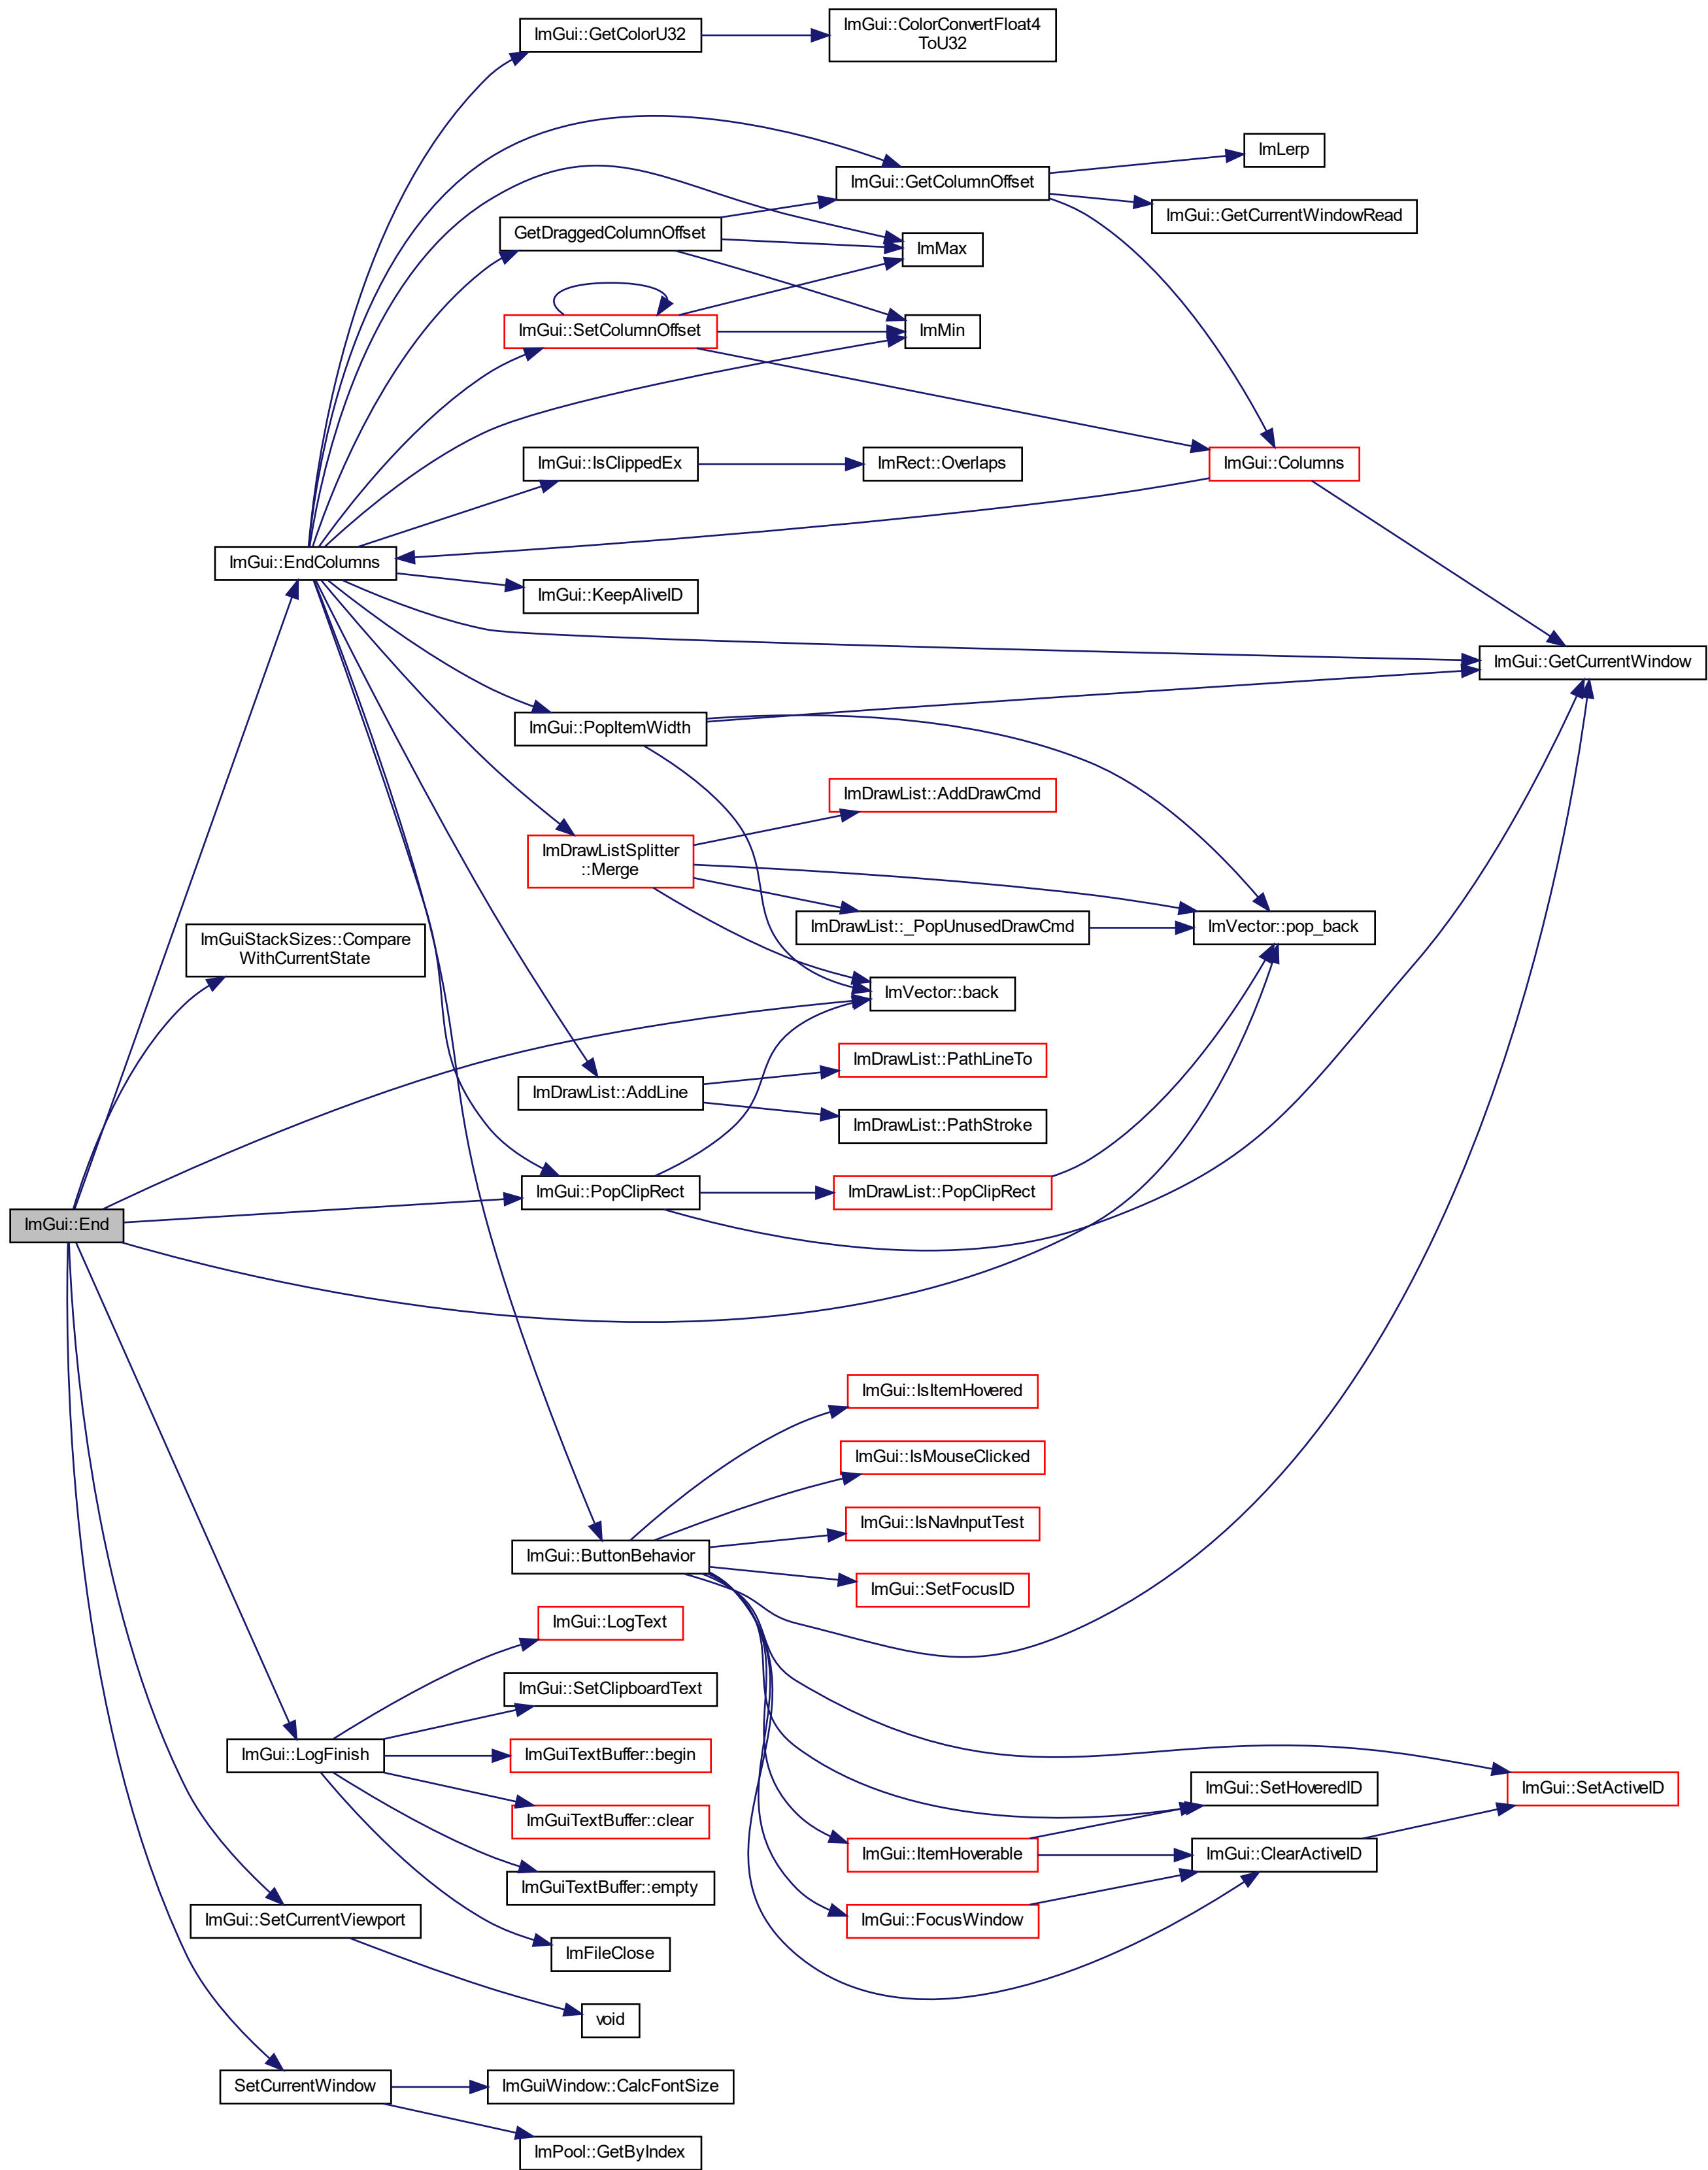 ImGui::GetColorU32
ImGui::ColorConvertFloat4
ToU32
ImLerp
ImGui::GetColumnOffset
ImGui::GetCurrentWindowRead
GetDraggedColumnOffset
ImMax
ImGui::SetColumnOffset
ImMin
ImGui::IsClippedEx
ImRect::Overlaps
ImGui::Columns
ImGui::EndColumns
ImGui::KeepAliveID
ImGui::GetCurrentWindow
ImGui::PopItemWidth
ImDrawList::AddDrawCmd
ImDrawListSplitter
::Merge
ImDrawList::_PopUnusedDrawCmd
ImVector::pop_back
ImGuiStackSizes::Compare
WithCurrentState
ImVector::back
ImDrawList::PathLineTo
ImDrawList::AddLine
ImDrawList::PathStroke
ImGui::PopClipRect
ImDrawList::PopClipRect
ImGui::End
ImGui::IsItemHovered
ImGui::IsMouseClicked
ImGui::IsNavInputTest
ImGui::ButtonBehavior
ImGui::SetFocusID
ImGui::LogText
ImGui::SetClipboardText
ImGui::LogFinish
ImGuiTextBuffer::begin
ImGui::SetHoveredID
ImGui::SetActiveID
ImGuiTextBuffer::clear
ImGui::ItemHoverable
ImGui::ClearActiveID
ImGuiTextBuffer::empty
ImGui::SetCurrentViewport
ImGui::FocusWindow
ImFileClose
void
SetCurrentWindow
ImGuiWindow::CalcFontSize
ImPool::GetByIndex